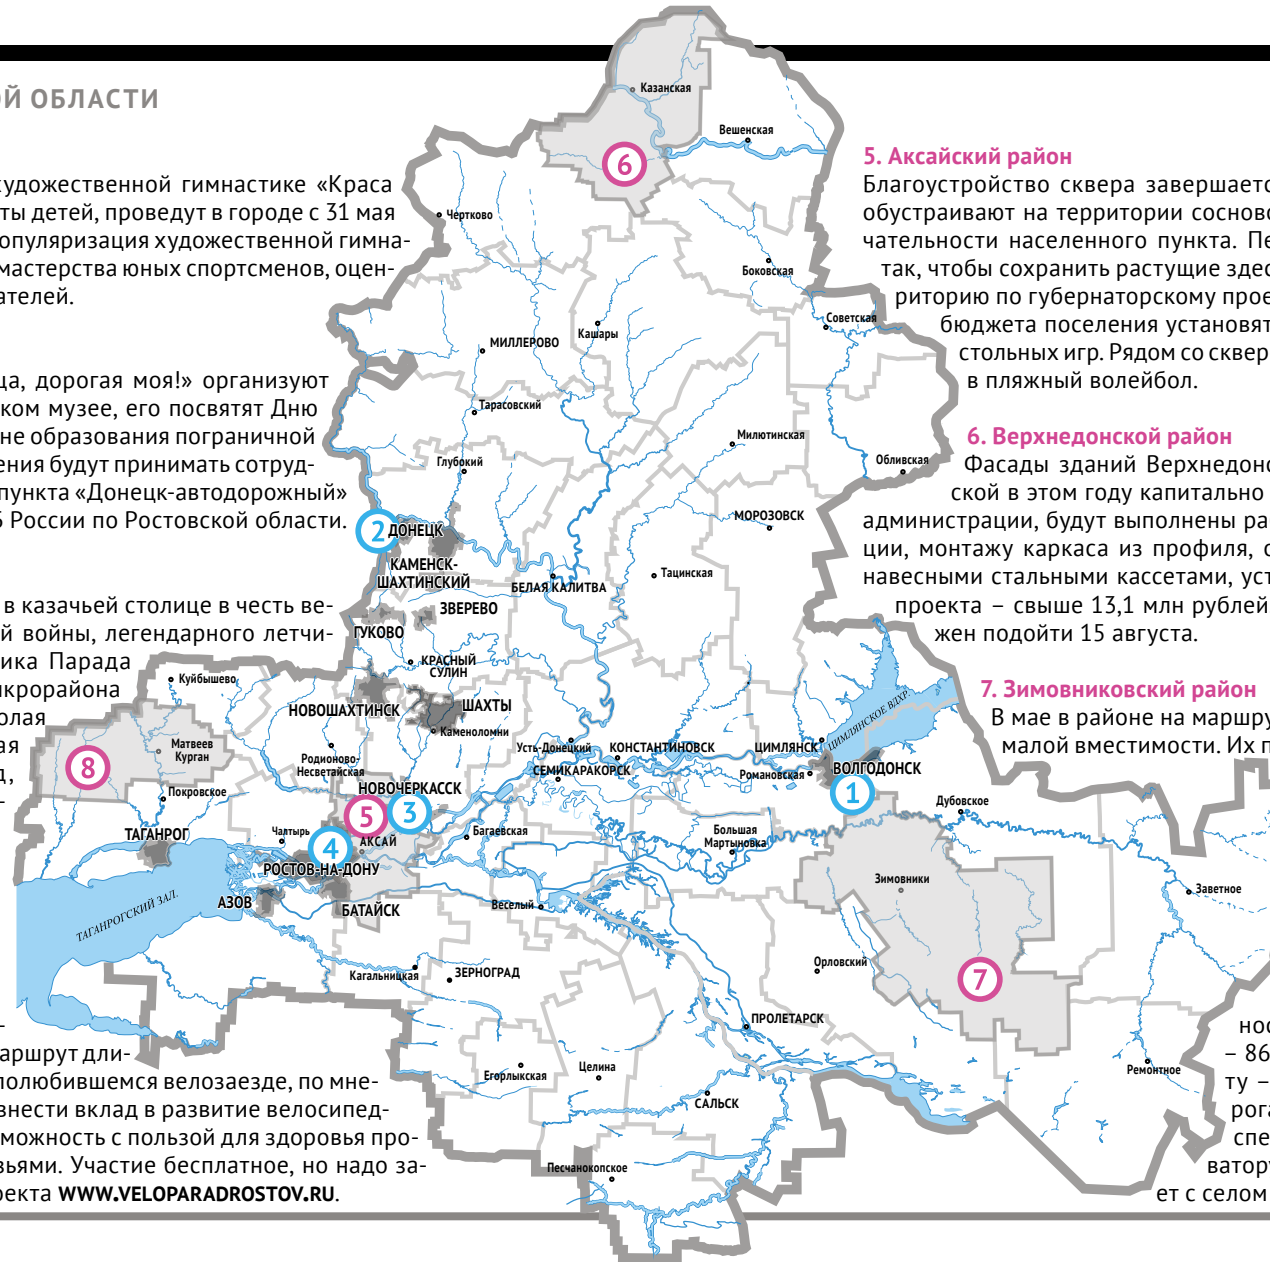 ОЙ ОБЛАСТИ
художественной гимнастике «Краса
ты детей, проведут в городе с 31 мая
опуляризация художественной гимна-
мастерства юных спортсменов, оцен-
ателей.
ца, дорогая моя!» организуют
ком музее, его посвятят Дню
не образования пограничной
ения будут принимать сотруд-
пункта «Донецк-автодорожный»
Б России по Ростовской области.
в казачьей столице в честь ве-
й войны, легендарного летчи-
ика Парада
икрорайона
олая
ая
д,
-
-
аршрут дли-
полюбившемся велозаезде, по мне-
внести вклад в развитие велосипед-
зможность с пользой для здоровья про-
зьями. Участие бесплатное, но надо за-
оекта WWW.VELOPARADROSTOV.RU.
5. Аксайский район
Благоустройство сквера завершаетс
обустраивают на территории сосново
чательности населенного пункта. Пе
так, чтобы сохранить растущие здес
риторию по губернаторскому прое
бюджета поселения установят
стольных игр. Рядом со сквер
в пляжный волейбол.
6. Верхнедонской район
Фасады зданий Верхнедонс
ской в этом году капитально
администрации, будут выполнены ра
ции, монтажу каркаса из профиля, о
навесными стальными кассетами, уст
проекта – свыше 13,1 млн рублей
жен подойти 15 августа.
7. Зимовниковский район
В мае в районе на маршру
малой вместимости. Их п
нос
– 86
ту –
рога
спе
ватору
ет с селом
Казанская
Вешенская
6
Чертково
Боковская
Советская
Кашары
МИЛЛЕРОВО
Тарасовский
Милютинская
Обливская
Глубокий
МОРОЗОВСК
2
ДОНЕЦК
КАМЕНСК-
ШАХТИНСКИЙ
БЕЛАЯ КАЛИТВА
Тацинская
ЗВЕРЕВО
ГУКОВО
КРАСНЫЙ
СУЛИН
Куйбышево
НОВОШАХТИНСК
ШАХТЫ
Каменоломни
ЦИМЛЯНСКОЕ ВДХР.
Матвеев
Курган
8
Родионово-
Несветайская
Усть-Донецкий
КОНСТАНТИНОВСК
ЦИМЛЯНСК
СЕМИКАРАКОРСК
Романовская
ВОЛГОДОНСК
1
Покровское
НОВОЧЕРКАССК
5
3
Дубовское
ТАГАНРОГ
Чалтырь
4
АКСАЙ
Багаевская
Большая
Мартыновка
РОСТОВ-НА-ДОНУ
Зимовники
Заветное
АЗОВ
БАТАЙСК
Веселый
ТАГАНРОГСКИЙ ЗАЛ.
Кагальницкая
ЗЕРНОГРАД
Орловский
7
ПРОЛЕТАРСК
Егорлыкская
Целина
Ремонтное
САЛЬСК
Песчанокопское